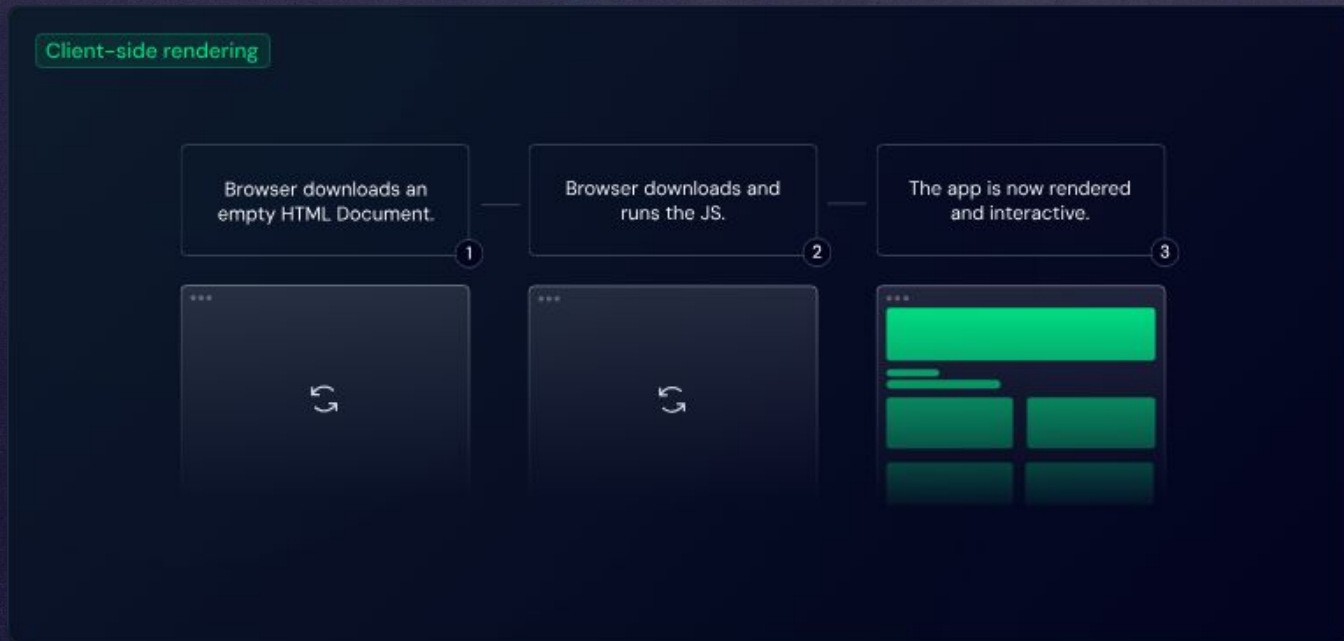 Client-side rendering
Browser downloads an
empty HTML Document.
1
Browser downloads and
runs the JS.
2
The app is now rendered
and interactive.
3